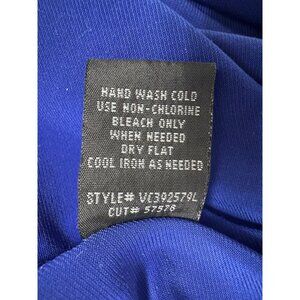 HAND WASH COLD
USE NON-CHLORINE
BLEACH ONLY
WHEN NEEDED
DRY FLAT
COOL IRON AS NEEDED
STYLE# VC392579L
CUT# 57578